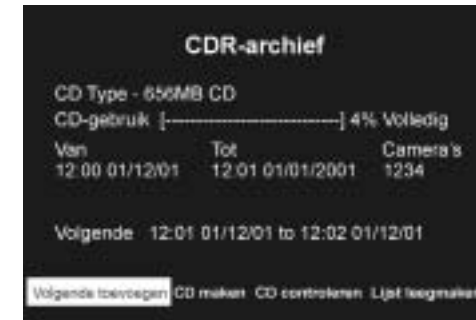 CDR-archief
CD Type - 656MB CD
CD-gebruik [----------------------------] 4% Volledig
Van Tot Camera's
12:00 01/12/01 12:01 01/01/2001 1234
Volgende 12:01 01/12/01 to 12:02 01/12/01
Volgende toevoegen CD maken CD controleren Lijst leegmaken